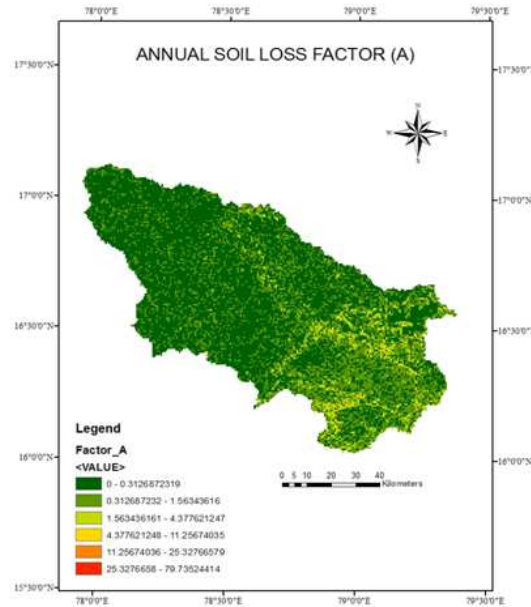 78°0'0"E 78°30'0"E 79°0'0"E 79°30'0"E
ANNUAL SOIL LOSS FACTOR (A)
17°30'0"N 17°30'0"N
N
W E
S
17°0'0"N 17°0'0"N
16°30'0"N 16°30'0"N
16°0'0"N 16°0'0"N
15°30'0"N 15°30'0"N
Legend
Factor_A
<VALUE>
0 - 0.3126872319
0.312687232 - 1.56343616
1.563436161 - 4.377621247
4.377621248 - 11.25674035
11.25674036 - 25.32766579
25.3276658 - 79.73524414
0 5 10 20 30 40
Kilometers
78°0'0"E 78°30'0"E 79°0'0"E 79°30'0"E